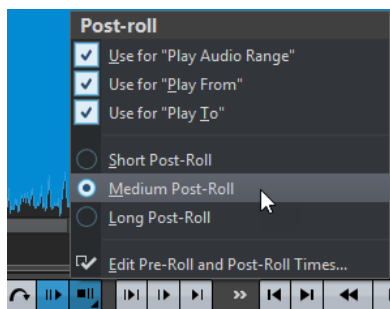 Post-roll
Use for "Play Audio Range"
Use for "Play From"
Use for "Play To"
Short Post-Roll
Medium Post-Roll
Long Post-Roll
Edit Pre-Roll and Post-Roll Times...